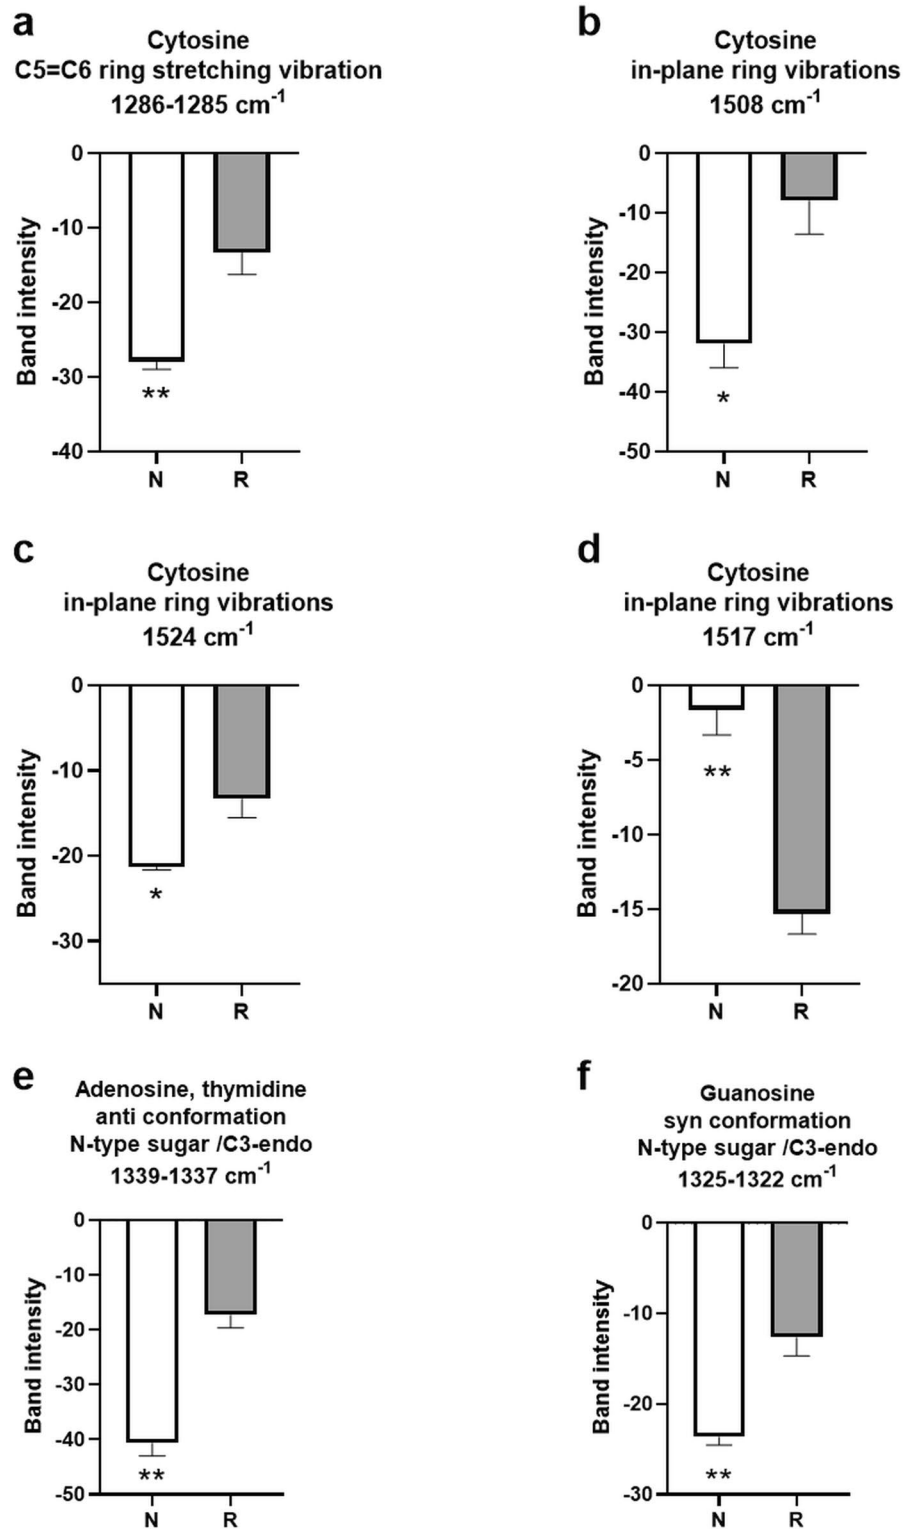 a
Cytosine
C5=C6 ring stretching vibration
1286-1285 cm-1
0
-10
-20
-30
-40
Band intensity
**
N R
b
Cytosine
in-plane ring vibrations
1508 cm-1
0
-10
-20
-30
-40
-50
Band intensity
*
N R
c
Cytosine
in-plane ring vibrations
1524 cm-1
0
-10
-20
-30
Band intensity
*
N R
d
Cytosine
in-plane ring vibrations
1517 cm-1
0
-5
-10
-15
-20
Band intensity
**
N R
e
Adenosine, thymidine
anti conformation
N-type sugar /C3-endo
1339-1337 cm-1
0
-10
-20
-30
-40
-50
Band intensity
**
N R
f
Guanosine
syn conformation
N-type sugar /C3-endo
1325-1322 cm-1
0
-10
-20
-30
Band intensity
**
N R